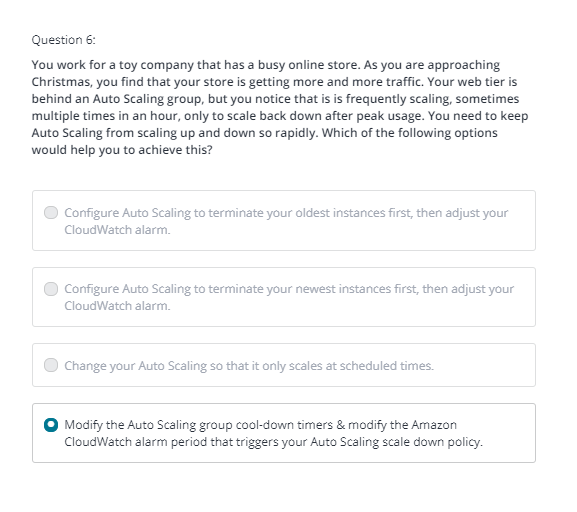 Question 6:
You work for a toy company that has a busy online store. As you are approaching
Christmas, you find that your store is getting more and more traffic. Your web tier is
behind an Auto Scaling group, but you notice that is is frequently scaling, sometimes
multiple times in an hour, only to scale back down after peak usage. You need to keep
Auto Scaling from scaling up and down so rapidly. Which of the following options
would help you to achieve this?
Configure Auto Scaling to terminate your oldest instances first, then adjust your
CloudWatch alarm.
Configure Auto Scaling to terminate your newest instances first, then adjust your
CloudWatch alarm.
Change your Auto Scaling so that it only scales at scheduled times.
Modify the Auto Scaling group cool-down timers & modify the Amazon
CloudWatch alarm period that triggers your Auto Scaling scale down policy.